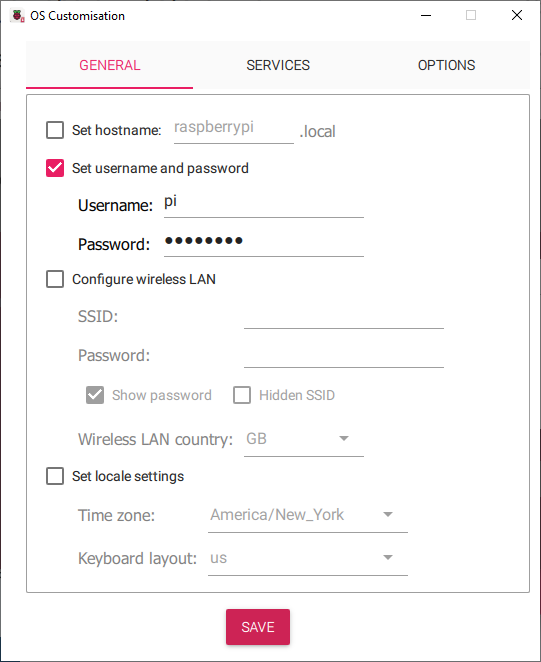 OS Customisation
GENERAL SERVICES OPTIONS
Set hostname: raspberrypi .local
Set username and password
Username: pi
Password: ●●●●●●●●
Configure wireless LAN
SSID:
Password:
Show password Hidden SSID
Wireless LAN country: GB
Set locale settings
Time zone: America/New_York
Keyboard layout: us
SAVE